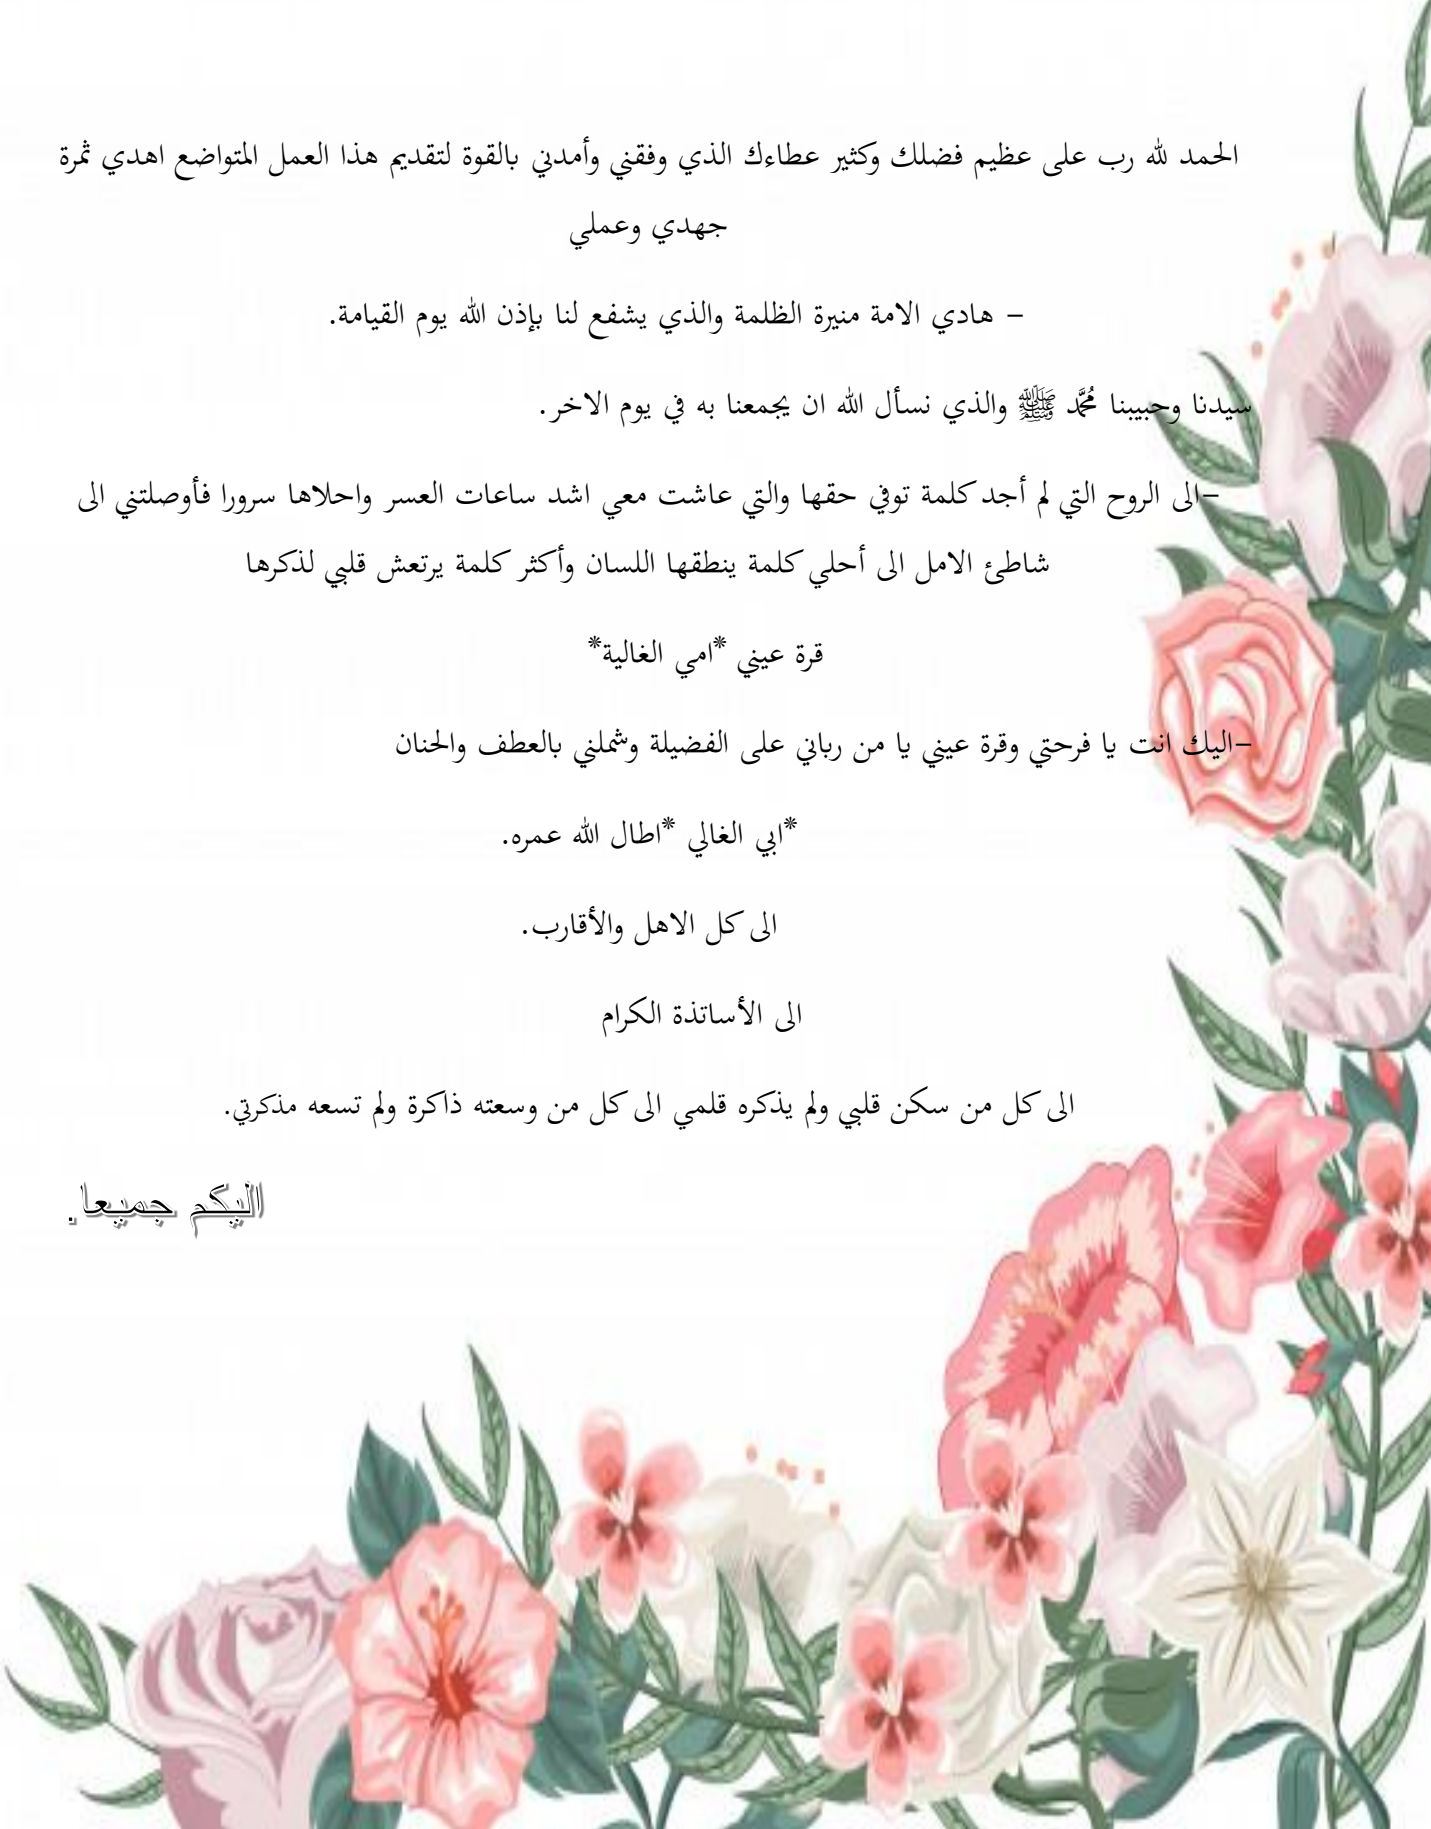 الحمد لله رب على عظيم فضلك وكثير عطاءك الذي وفقني وأمدني بالقوة لتقديم هذا العمل المتواضع اهدي ثمرة
جهدي وعملي
– هادي الامة منيرة الظلمة والذي يشفع لنا بإذن الله يوم القيامة.
سيدنا وحبيبنا مُحَّد ﷺ والذي نسأل الله ان يجمعنا به في يوم الاخر.
–الى الروح التي لم أجد كلمة توفي حقها والتي عاشت معي اشد ساعات العسر واحلاها سرورا فأوصلتني الى
شاطئ الامل الى أحلي كلمة ينطقها اللسان وأكثر كلمة يرتعش قلبي لذكرها
قرة عيني *امي الغالية*
–اليك انت يا فرحتي وقرة عيني يا من رباني على الفضيلة وشملني بالعطف والحنان
*ابي الغالي *اطال الله عمره.
الى كل الاهل والأقارب.
الى الأساتذة الكرام
الى كل من سكن قلبي ولم يذكره قلمي الى كل من وسعته ذاكرة ولم تسعه مذكرتي.
اليكم جميعا.